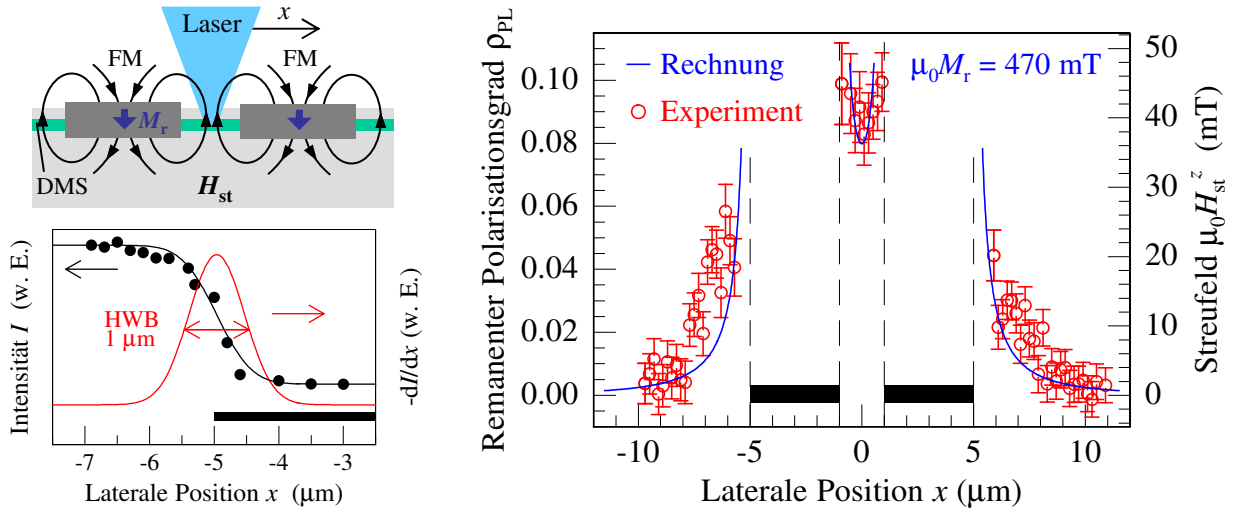 Laser
x
FM
FM
M_r
DMS
H_st
Intensität I (w. E.)
-dI/dx (w. E.)
HWB
1 μm
-7 -6 -5 -4 -3
Laterale Position x (μm)
Remanenter Polarisationsgrad ρ_PL
0.10
0.08
0.06
0.04
0.02
0.00
Rechnung
Experiment
μ₀M_r = 470 mT
50
40
30
20
10
0
Streufeld μ₀H_st^z (mT)
-10 -5 0 5 10
Laterale Position x (μm)